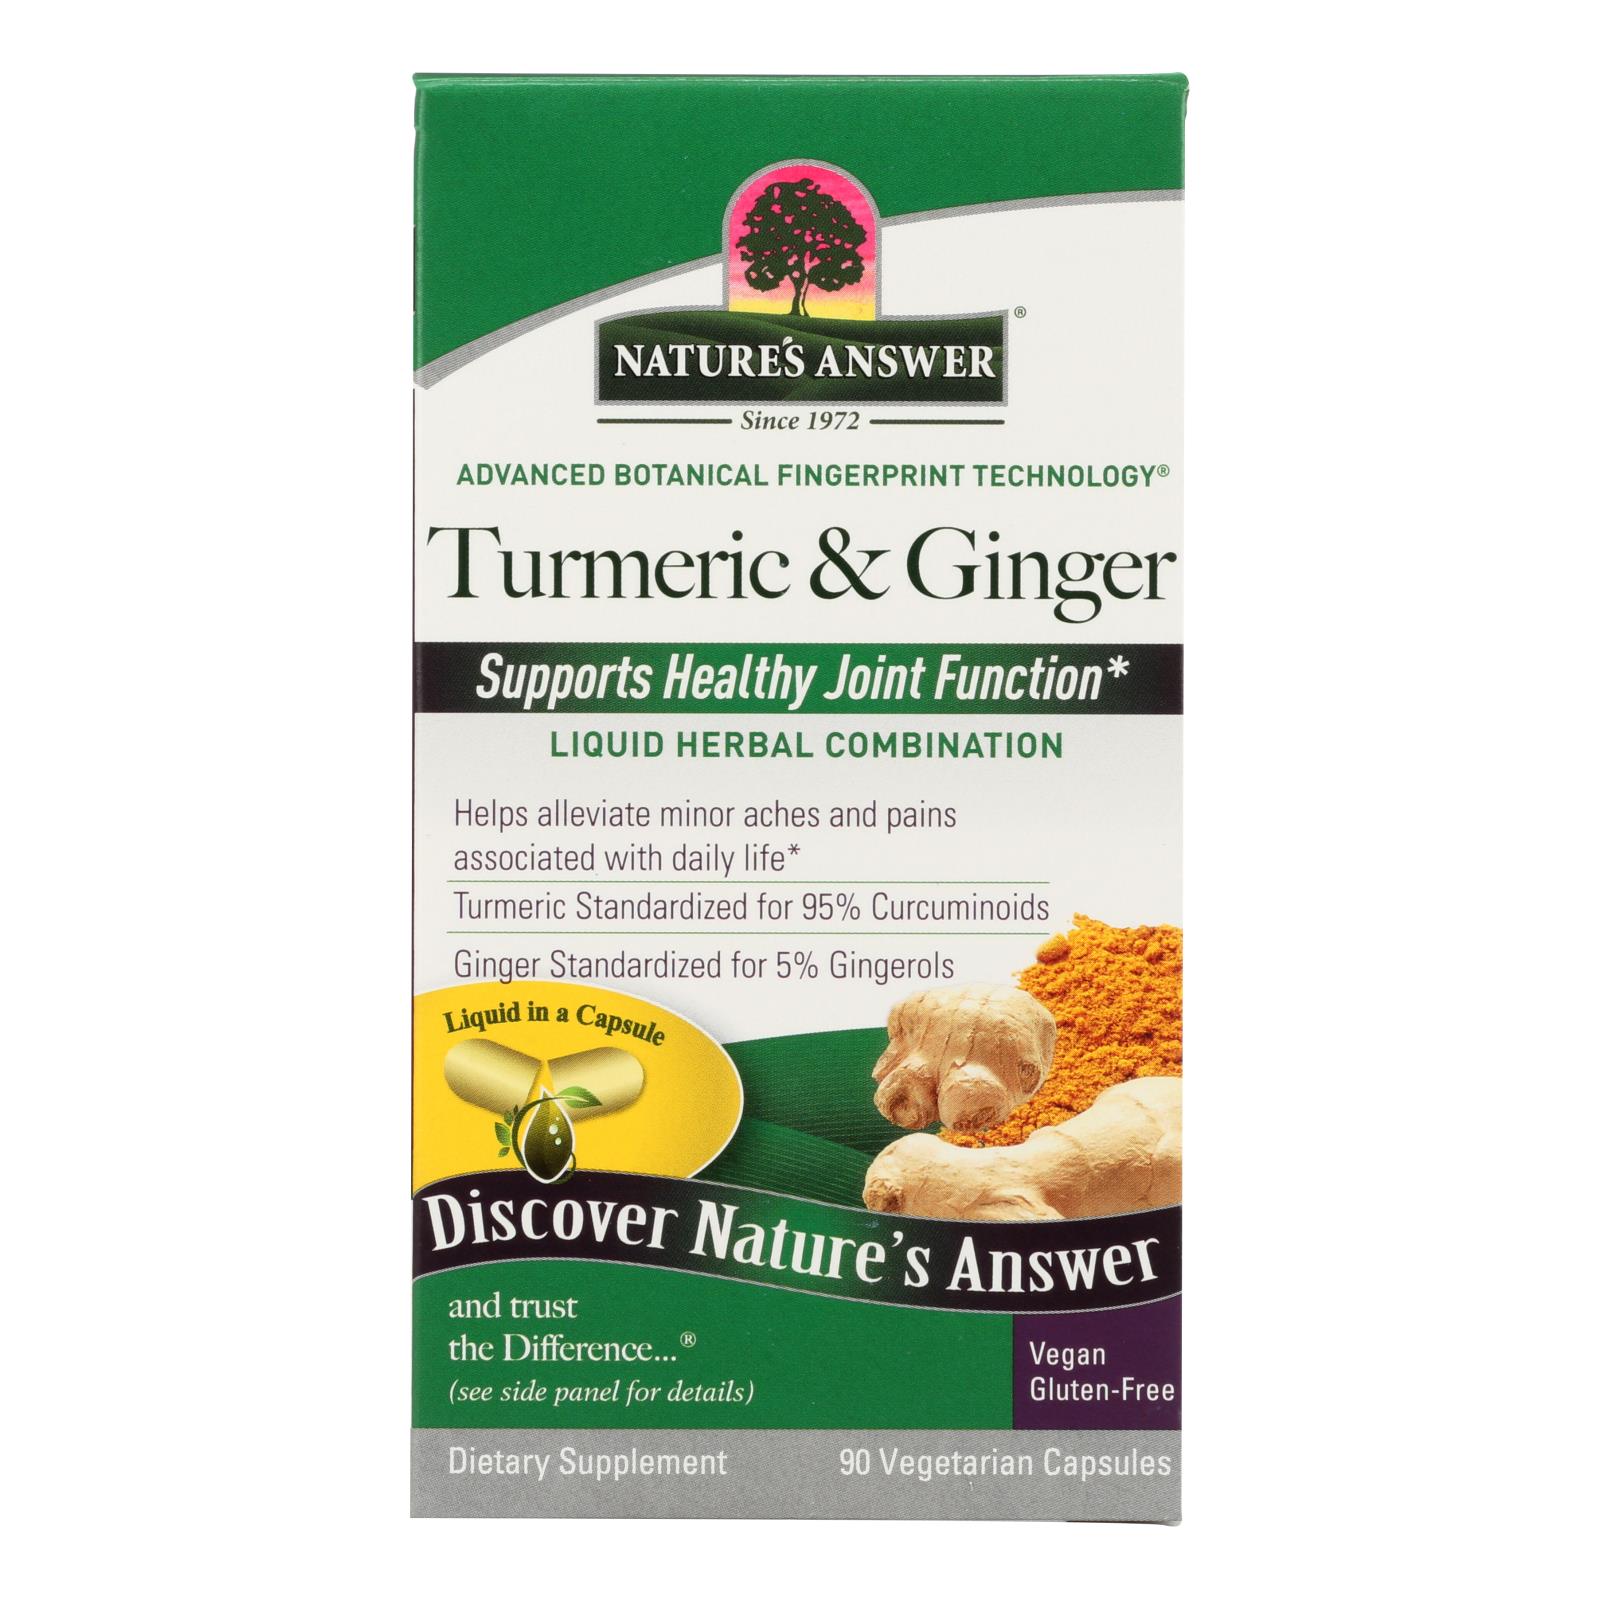 NATURE'S ANSWER®
Since 1972
ADVANCED BOTANICAL FINGERPRINT TECHNOLOGY®
Turmeric & Ginger
Supports Healthy Joint Function*
LIQUID HERBAL COMBINATION
Helps alleviate minor aches and pains
associated with daily life*
Turmeric Standardized for 95% Curcuminoids
Ginger Standardized for 5% Gingerols
Liquid in a Capsule
Discover Nature's Answer
and trust
the Difference...®
(see side panel for details)
Vegan
Gluten-Free
Dietary Supplement
90 Vegetarian Capsules